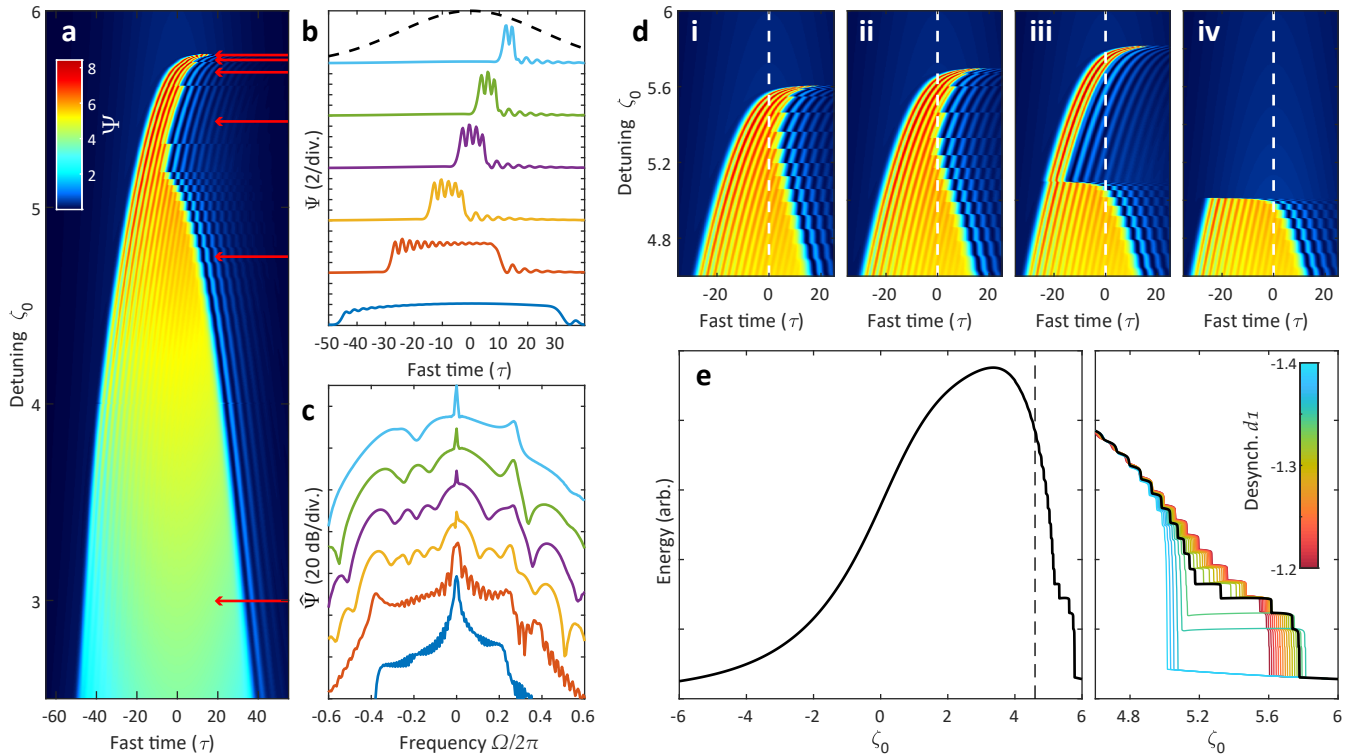 a
6
5
4
3
Detuning ζ0
8
6
4
2
Ψ
-60
-40
-20
0
20
40
Fast time (τ)
b
Ψ (2/div.)
-50
-40
-30
-20
-10
0
10
20
30
Fast time (τ)
c
Ψ̂ (20 dB/div.)
-0.6
-0.4
-0.2
0
0.2
0.4
0.6
Frequency Ω/2π
d
i
ii
iii
iv
6
5.6
5.2
4.8
Detuning ζ0
-20
0
20
Fast time (τ)
-20
0
20
Fast time (τ)
-20
0
20
Fast time (τ)
-20
0
20
Fast time (τ)
e
Energy (arb.)
-6
-4
-2
0
2
4
6
ζ0
Desynch. d1
-1.4
-1.3
-1.2
4.8
5.2
5.6
6
ζ0